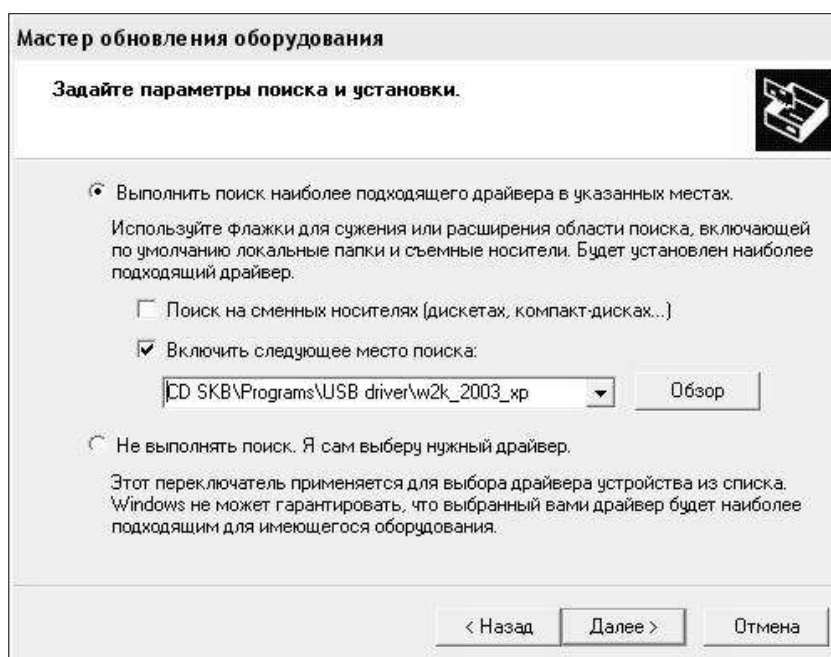 Мастер обновления оборудования
Задайте параметры поиска и установки.
Выполнить поиск наиболее подходящего драйвера в указанных местах.
Используйте флажки для сужения или расширения области поиска, включающей
по умолчанию локальные папки и съемные носители. Будет установлен наиболее
подходящий драйвер.
Поиск на сменных носителях (дискетах, компакт-дисках...)
Включить следующее место поиска:
CD SKB\Programs\USB driver\w2k_2003_xp
Обзор
Не выполнять поиск. Я сам выберу нужный драйвер.
Этот переключатель применяется для выбора драйвера устройства из списка.
Windows не может гарантировать, что выбранный вами драйвер будет наиболее
подходящим для имеющегося оборудования.
< Назад Далее > Отмена